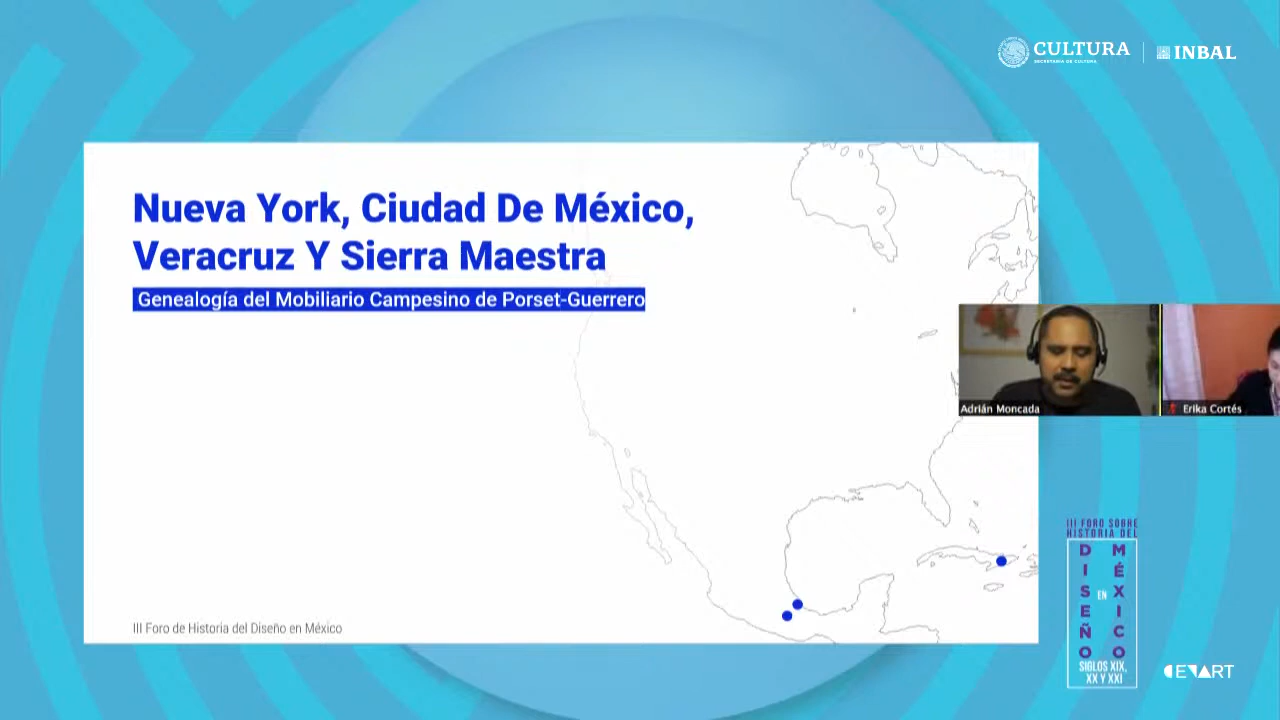 CULTURA
SECRETARÍA DE CULTURA
INBAL
Nueva York, Ciudad De México,
Veracruz Y Sierra Maestra
Genealogía del Mobiliario Campesino de Porset-Guerrero
Adrián Moncada
Erika Cortés
III Foro de Historia del Diseño en México
III FORO SOBRE
HISTORIA DEL
DISEÑO
EN
MÉXICO
SIGLOS XIX,
XX Y XXI
CENART